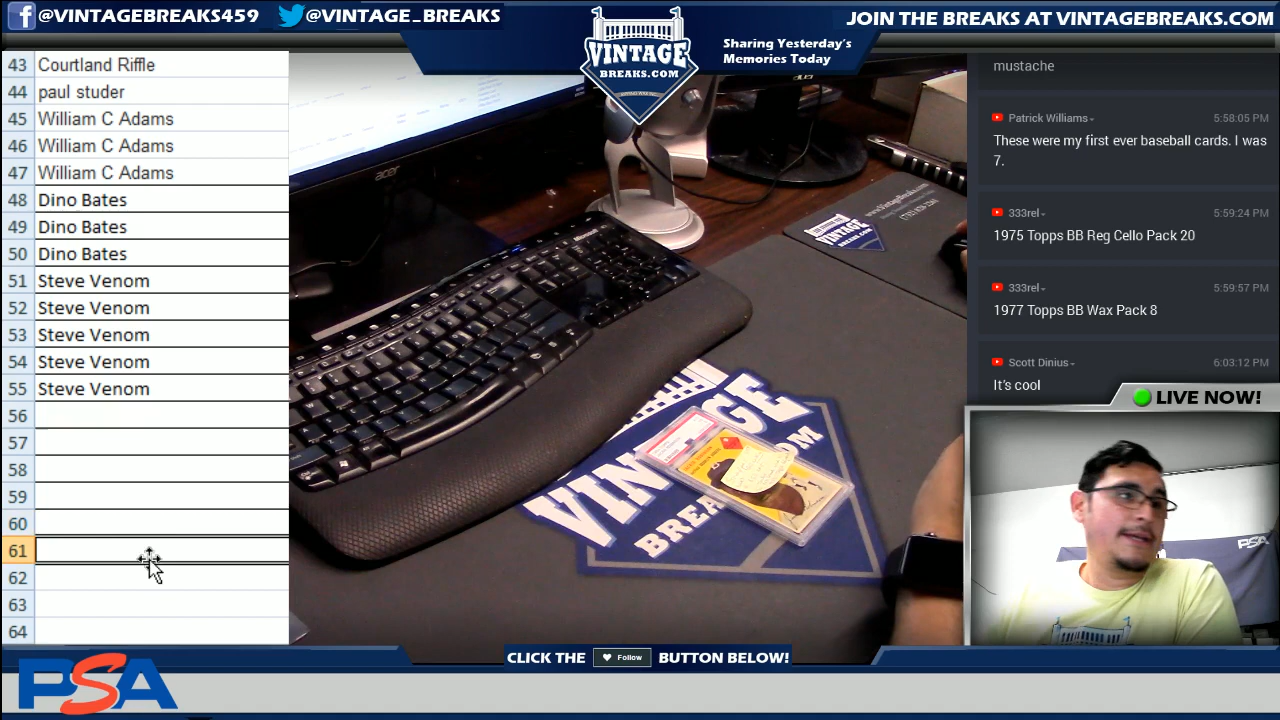 @VINTAGEBREAKS459
@VINTAGE_BREAKS
VINTAGE
BREAKS.COM
Sharing Yesterday's
Memories Today
JOIN THE BREAKS AT VINTAGEBREAKS.COM
43 Courtland Riffle
44 paul studer
45 William C Adams
46 William C Adams
47 William C Adams
48 Dino Bates
49 Dino Bates
50 Dino Bates
51 Steve Venom
52 Steve Venom
53 Steve Venom
54 Steve Venom
55 Steve Venom
56
57
58
59
60
61
62
63
64
acer
VINTAGE
BREAK.COM
www.VintageBreaks.com
mustache
Patrick Williams 5:58:05 PM
These were my first ever baseball cards. I was
7.
333rel 5:59:24 PM
1975 Topps BB Reg Cello Pack 20
333rel 5:59:57 PM
1977 Topps BB Wax Pack 8
Scott Dinius 6:03:12 PM
It's cool
LIVE NOW!
PSA
CLICK THE Follow BUTTON BELOW!
PSA